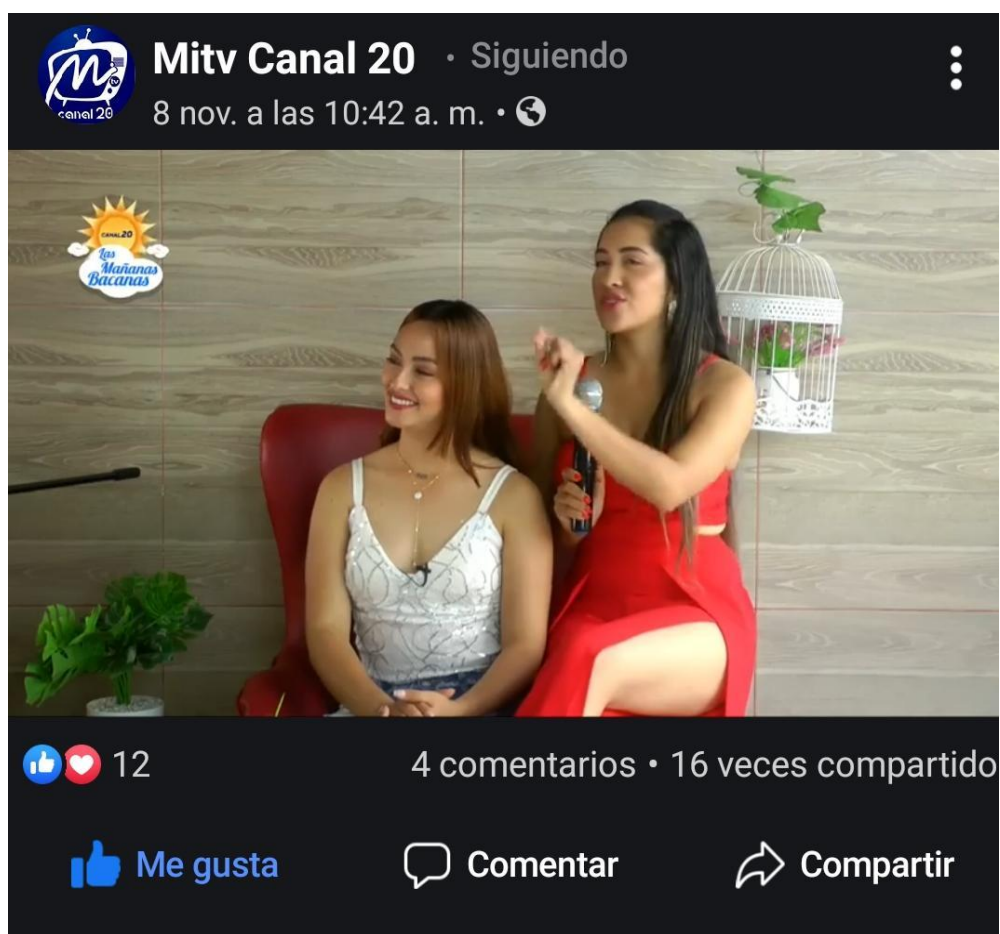 Mitv Canal 20 · Siguiendo
8 nov. a las 10:42 a. m. ·
M
tv
canal 20
CANAL 20
Las
Mañanas
Bacanas
12
4 comentarios • 16 veces compartido
Me gusta
Comentar
Compartir